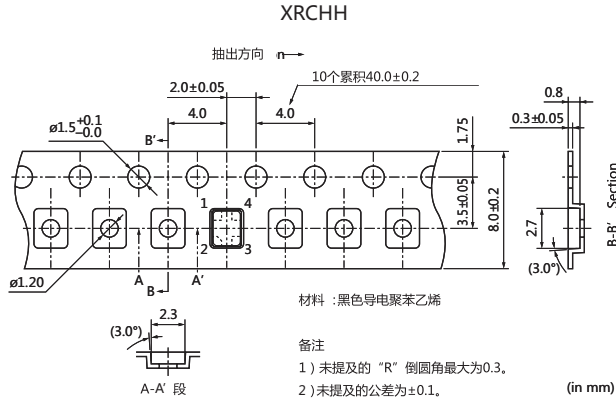 XRCHH
抽出方向 n
10个累积40.0±0.2
2.0±0.05
0.8
4.0
4.0
0.3±0.05
ø1.5+0.1 −0.0
B′
1.75
3.5±0.05
8.0±0.2
1 4
2 3
2.7
B-B′ Section
(3.0°)
ø1.20
A
A′
B
材料 :黑色导电聚苯乙烯
2.3
(3.0°)
备注
A-A′ 段
1）未提及的“R”倒圆角最大为0.3。
2）未提及的公差为±0.1。
(in mm)